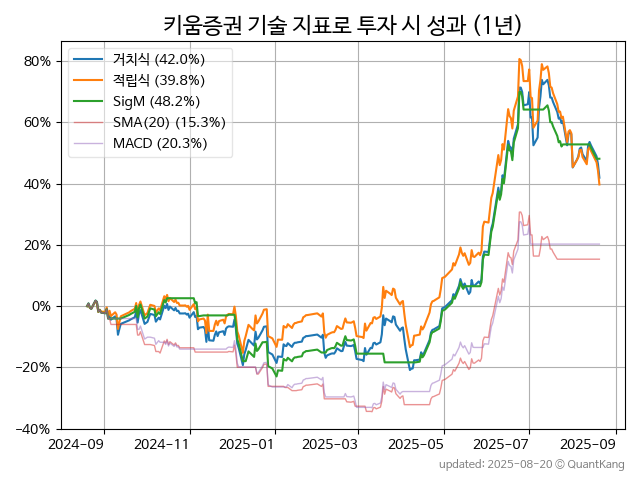 키움증권 기술 지표로 투자 시 성과 (1년)
거치식 (42.0%)
적립식 (39.8%)
SigM (48.2%)
SMA(20) (15.3%)
MACD (20.3%)
80%
60%
40%
20%
0%
−20%
−40%
2024-09 2024-11 2025-01 2025-03 2025-05 2025-07 2025-09
updated: 2025-08-20 © QuantKang